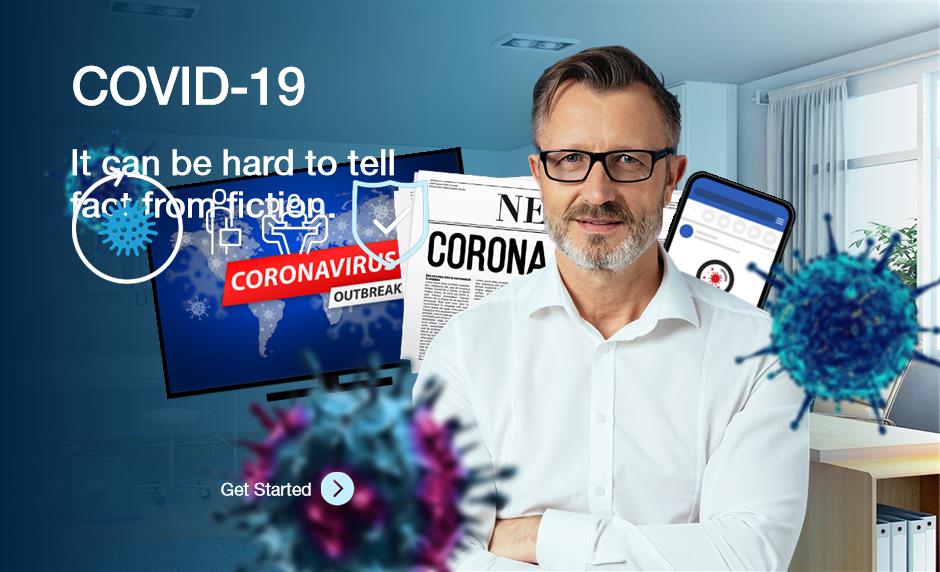 COVID-19
It can be hard to tell
fact from fiction.
NE
CORONA
CORONAVIRUS
OUTBREAK
Get Started